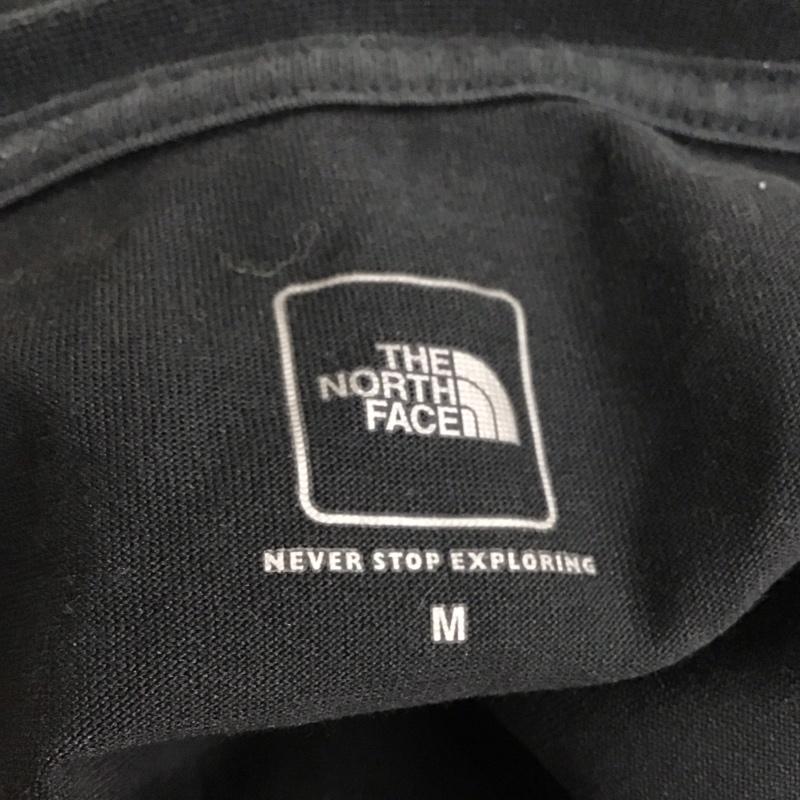 THE
NORTH
FACE
NEVER STOP EXPLORING
M